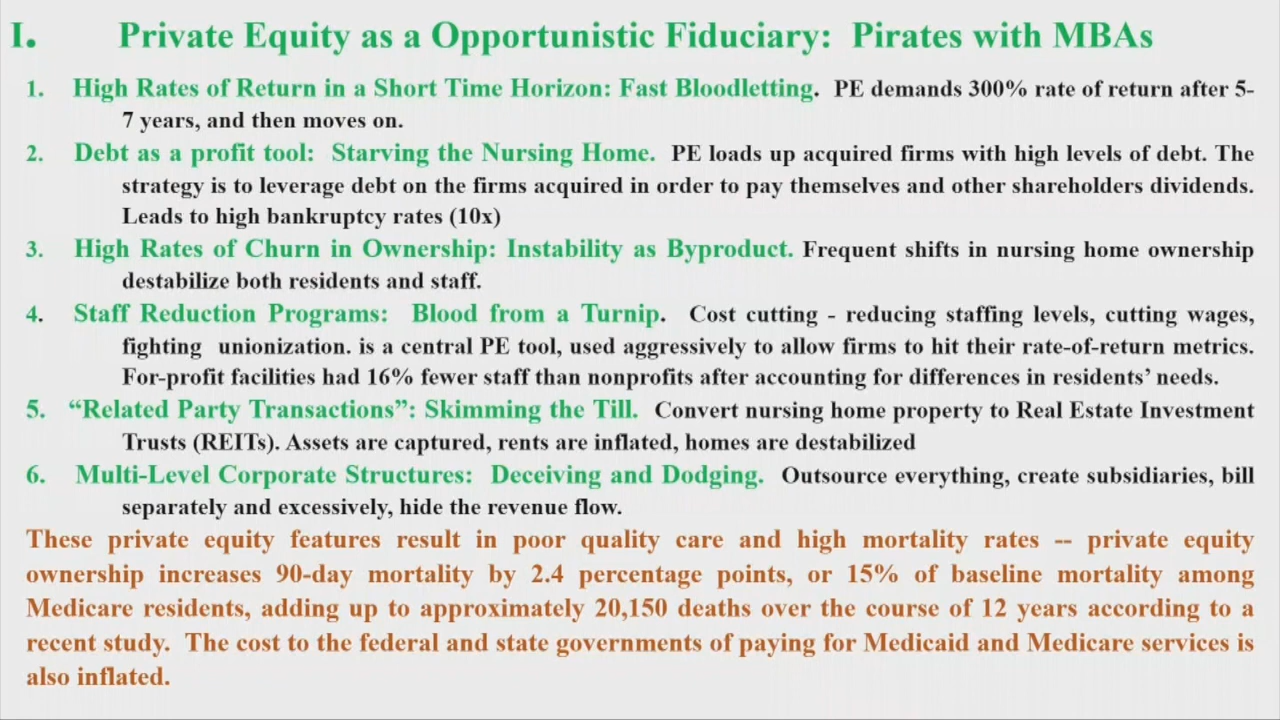 I. Private Equity as a Opportunistic Fiduciary: Pirates with MBAs
1. High Rates of Return in a Short Time Horizon: Fast Bloodletting. PE demands 300% rate of return after 5-
7 years, and then moves on.
2. Debt as a profit tool: Starving the Nursing Home. PE loads up acquired firms with high levels of debt. The
strategy is to leverage debt on the firms acquired in order to pay themselves and other shareholders dividends.
Leads to high bankruptcy rates (10x)
3. High Rates of Churn in Ownership: Instability as Byproduct. Frequent shifts in nursing home ownership
destabilize both residents and staff.
4. Staff Reduction Programs: Blood from a Turnip. Cost cutting - reducing staffing levels, cutting wages,
fighting unionization. is a central PE tool, used aggressively to allow firms to hit their rate-of-return metrics.
For-profit facilities had 16% fewer staff than nonprofits after accounting for differences in residents’ needs.
5. “Related Party Transactions”: Skimming the Till. Convert nursing home property to Real Estate Investment
Trusts (REITs). Assets are captured, rents are inflated, homes are destabilized
6. Multi-Level Corporate Structures: Deceiving and Dodging. Outsource everything, create subsidiaries, bill
separately and excessively, hide the revenue flow.
These private equity features result in poor quality care and high mortality rates -- private equity
ownership increases 90-day mortality by 2.4 percentage points, or 15% of baseline mortality among
Medicare residents, adding up to approximately 20,150 deaths over the course of 12 years according to a
recent study. The cost to the federal and state governments of paying for Medicaid and Medicare services is
also inflated.